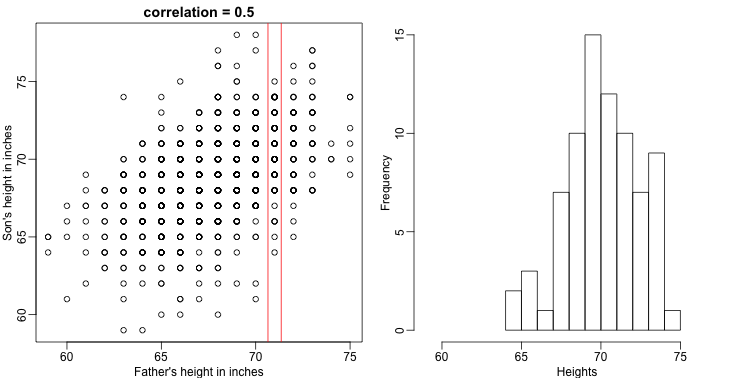 correlation = 0.5
Son's height in inches
75
70
65
60
60 65 70 75
Father's height in inches
Frequency
15
10
5
0
60 65 70 75
Heights